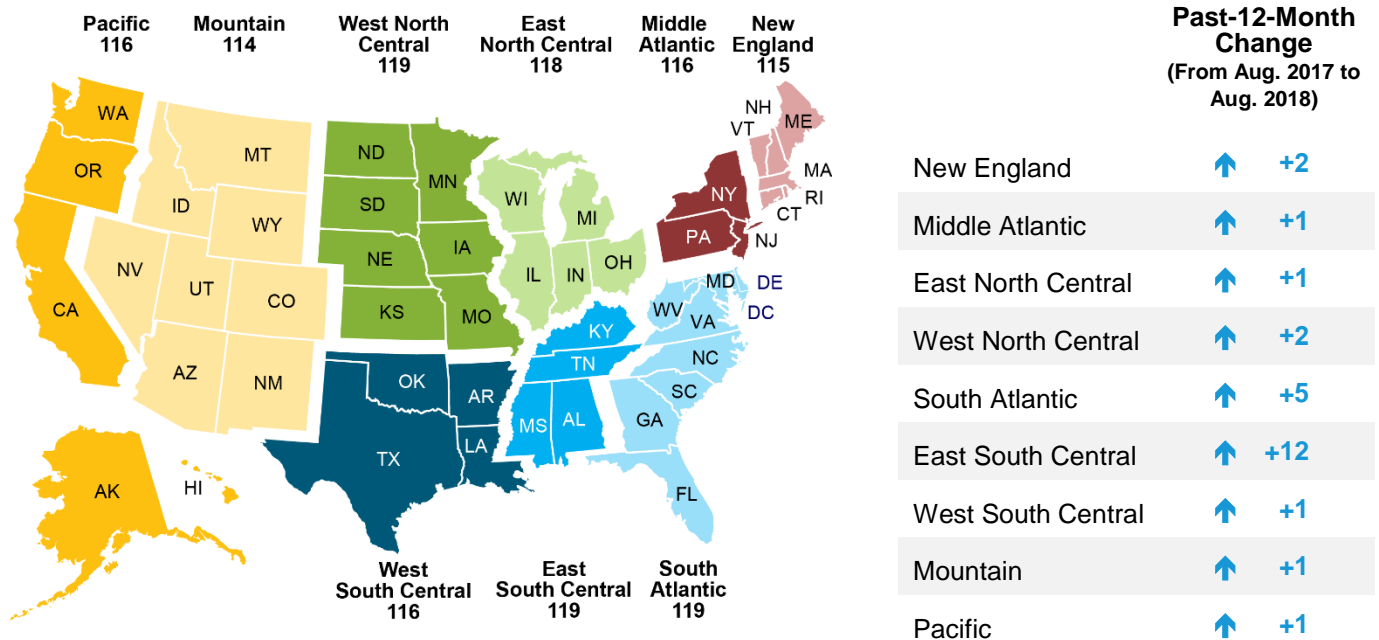 Pacific
116
Mountain
114
West North
Central
119
East
North Central
118
Middle
Atlantic
116
New
England
115
WA
OR
CA
AK
HI
MT
ID
WY
NV
UT
CO
AZ
NM
ND
MN
SD
NE
IA
KS
MO
WI
MI
IL
IN
OH
NY
PA
NJ
NH
VT
ME
MA
RI
CT
MD
DE
DC
WV
VA
NC
SC
GA
FL
KY
TN
MS
AL
OK
AR
TX
LA
West
South Central
116
East
South Central
119
South
Atlantic
119
Past-12-Month
Change
(From Aug. 2017 to
Aug. 2018)
New England +2
Middle Atlantic +1
East North Central +1
West North Central +2
South Atlantic +5
East South Central +12
West South Central +1
Mountain +1
Pacific +1